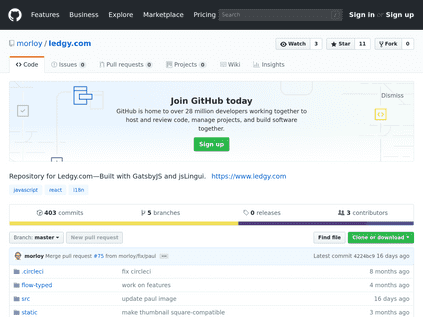 Features Business Explore Marketplace Pricing Search Sign in or Sign up
morloy / ledgy.com Watch 3 Star 11 Fork 0
Code Issues 0 Pull requests 0 Projects 0 Wiki Insights
Dismiss
Join GitHub today
GitHub is home to over 28 million developers working together
to host and review code, manage projects, and build software
together.
Sign up
Repository for Ledgy.com—Built with GatsbyJS and jsLingui. https://www.ledgy.com
javascript react i18n
403 commits 5 branches 0 releases 3 contributors
Branch: master New pull request Find file Clone or download
morloy Merge pull request #75 from morloy/fix/paul Latest commit 4224bc9 16 days ago
.circleci fix circleci 8 months ago
flow-typed work on features 4 months ago
src update paul image 16 days ago
static make thumbnail square-compatible 3 months ago